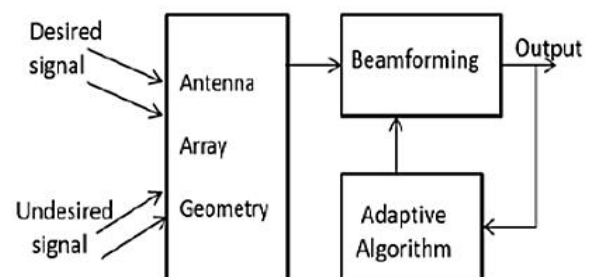 Desired
signal
Undesired
signal
Antenna
Array
Geometry
Beamforming
Output
Adaptive
Algorithm